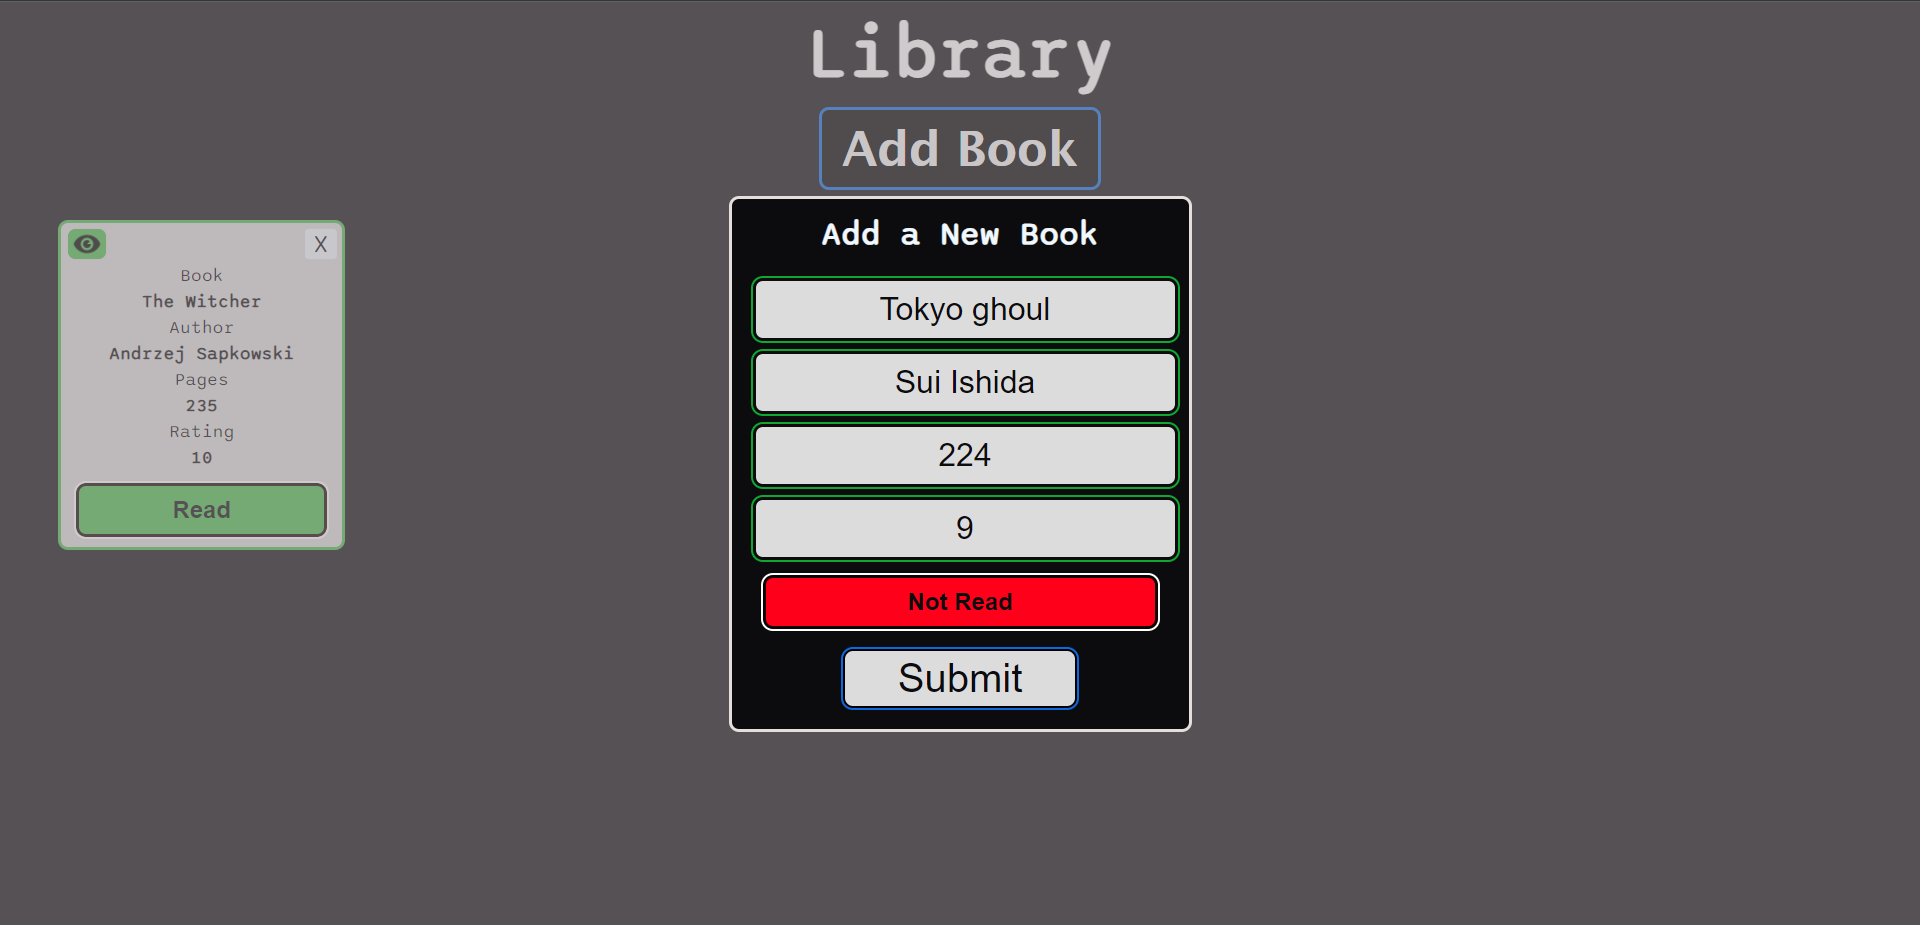 Library
Add Book
X
Book
The Witcher
Author
Andrzej Sapkowski
Pages
235
Rating
10
Read
Add a New Book
Tokyo ghoul
Sui Ishida
224
9
Not Read
Submit